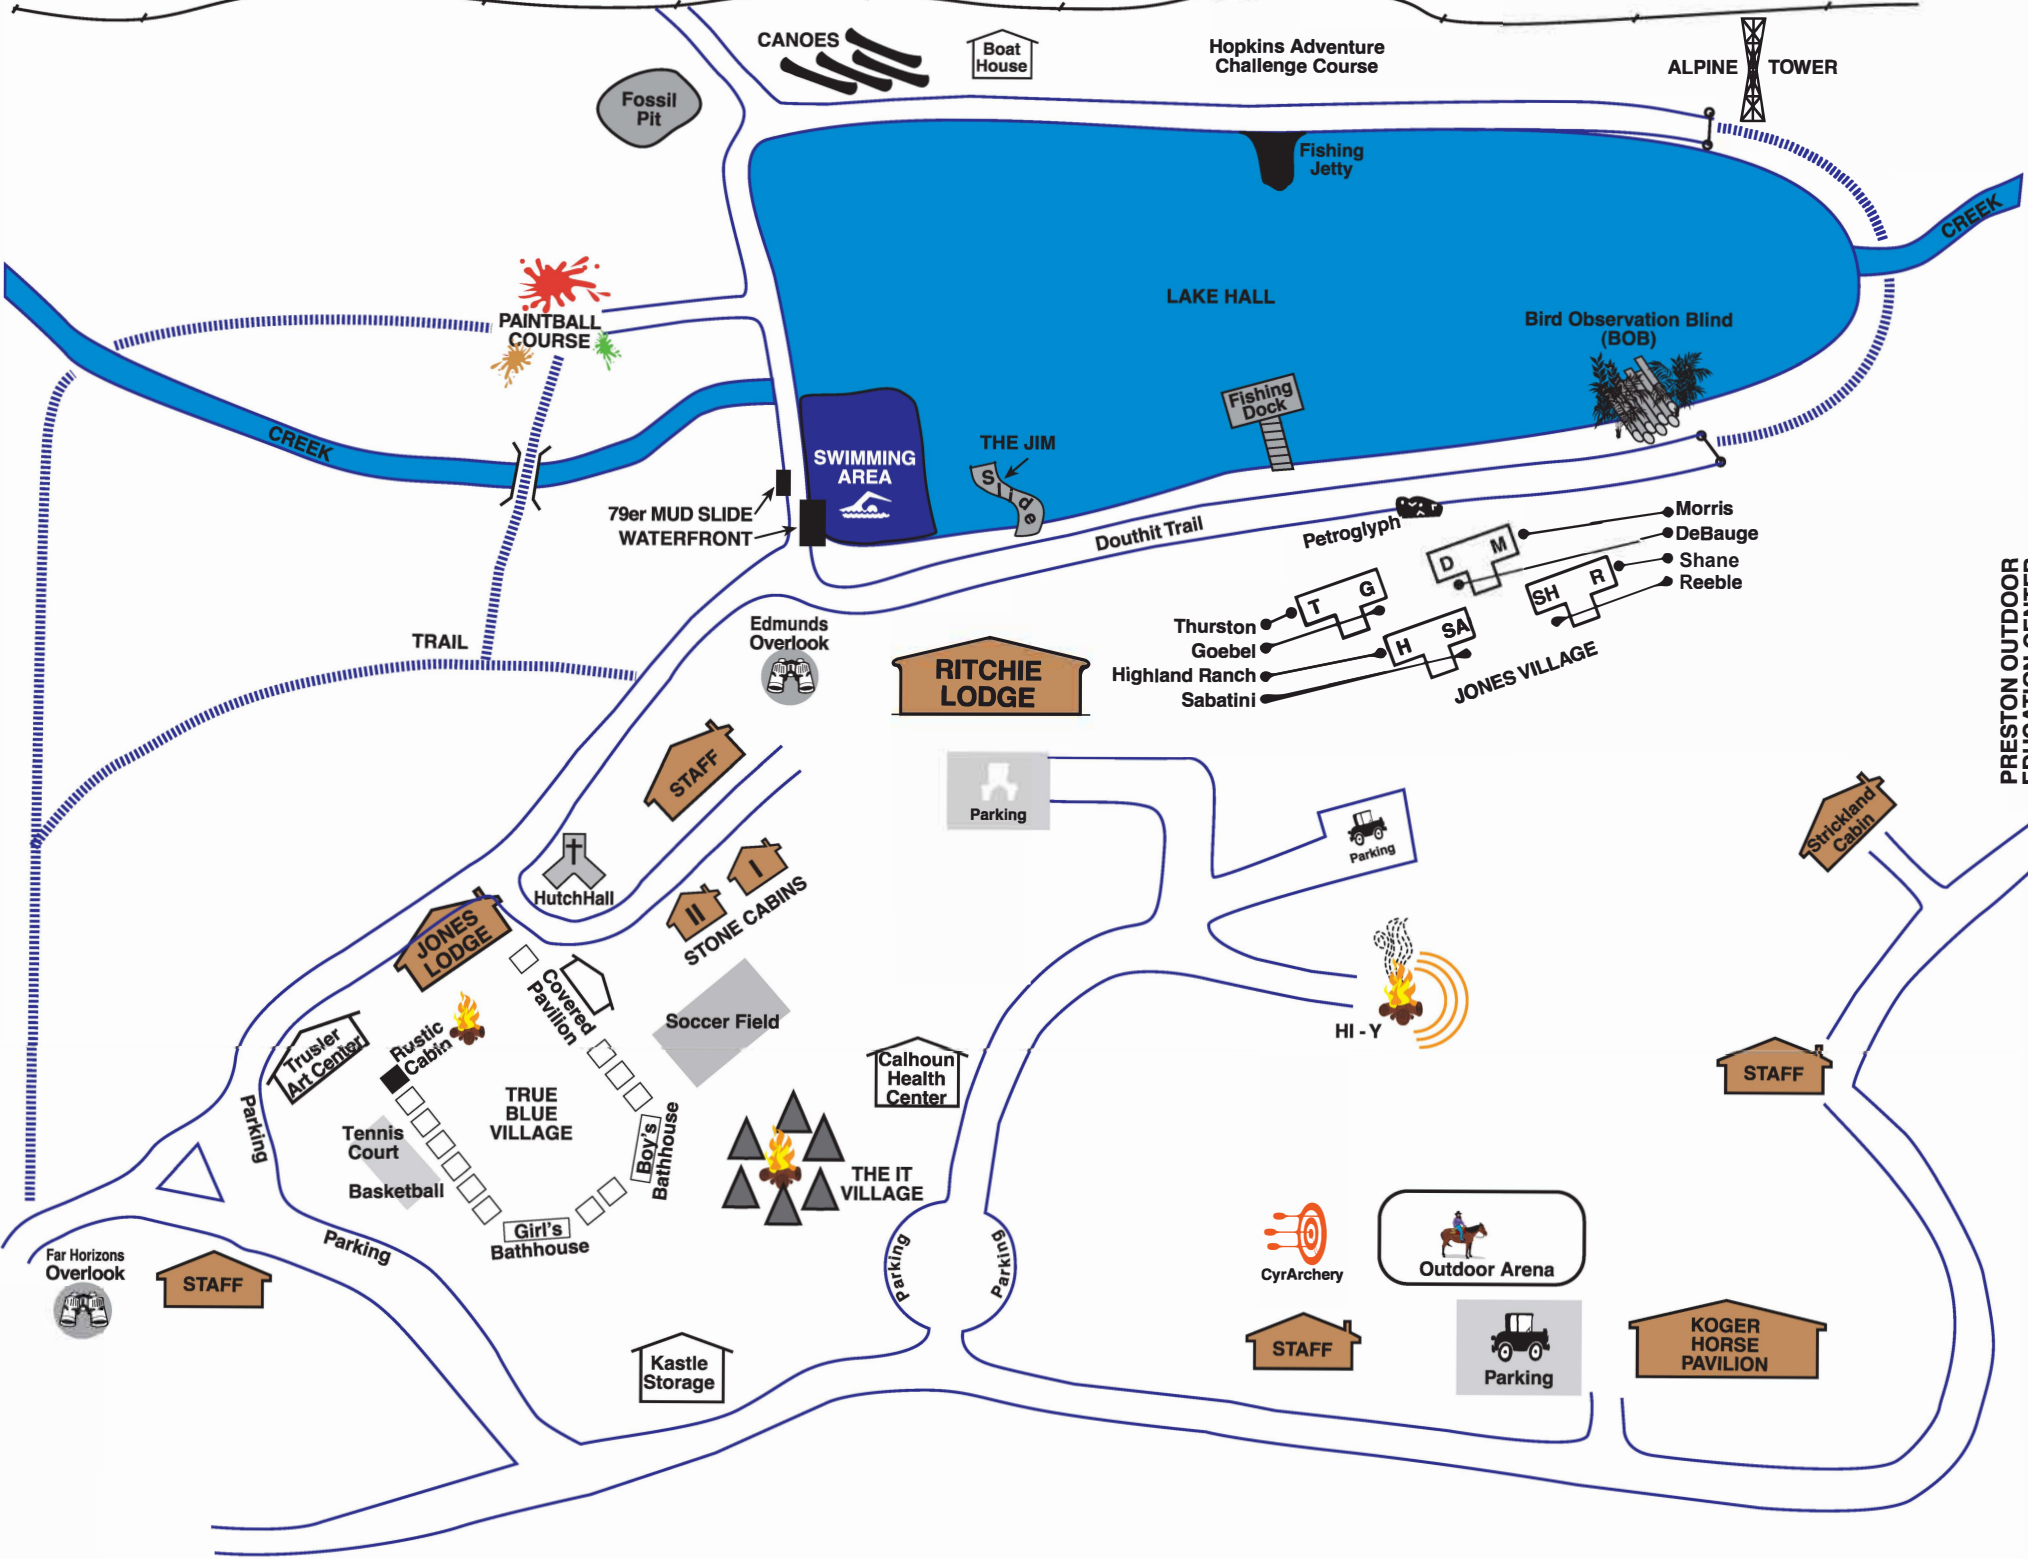 CANOES
Boat
House
Hopkins Adventure
Challenge Course
ALPINE
TOWER
Fossil
Pit
Fishing
Jetty
CREEK
LAKE HALL
Bird Observation Blind
(BOB)
PAINTBALL
COURSE
Fishing
Dock
CREEK
SWIMMING
AREA
THE JIM
Slide
79er MUD SLIDE
WATERFRONT
Douthit Trail
Petroglyph
Morris
DeBauge
Shane
Reeble
D M
SH R
T G
H SA
Thurston
Goebel
Highland Ranch
Sabatini
JONES VILLAGE
PRESTON OUTDOOR
EDUCATION CENTER
TRAIL
Edmunds
Overlook
RITCHIE
LODGE
STAFF
Parking
Parking
Strickland
Cabin
HutchHall
I
II
STONE CABINS
JONES
LODGE
Covered
Pavilion
Soccer Field
HI - Y
Trusler
Art Center
Rustic
Cabin
Calhoun
Health
Center
STAFF
TRUE
BLUE
VILLAGE
Parking
Tennis
Court
Basketball
Boy's
Bathhouse
THE IT
VILLAGE
Girl's
Bathhouse
Parking
Parking
Parking
CyrArchery
Outdoor Arena
Far Horizons
Overlook
STAFF
STAFF
Parking
KOGER
HORSE
PAVILION
Kastle
Storage